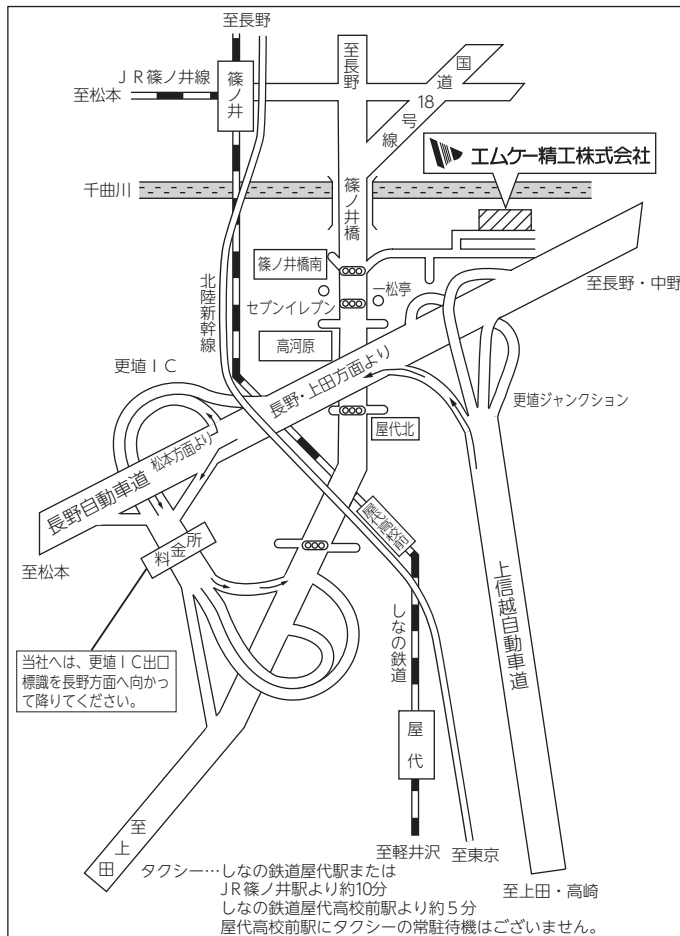 至長野
JR篠ノ井線
至松本
篠ノ井
至長野
国道18号線
エムケー精工株式会社
千曲川
篠ノ井橋
篠ノ井橋南
一松亭
セブンイレブン
北陸新幹線
至長野・中野
高河原
更埴IC
長野・上田方面より
更埴ジャンクション
屋代北
松本方面より
長野自動車道
屋代高校前
料金所
至松本
上信越自動車道
しなの鉄道
当社へは、更埴IC出口
標識を長野方面へ向かっ
て降りてください。
屋代
至上田
至軽井沢
至東京
至上田・高崎
タクシー…しなの鉄道屋代駅または
JR篠ノ井駅より約10分
しなの鉄道屋代高校前駅より約5分
屋代高校前駅にタクシーの常駐待機はございません。